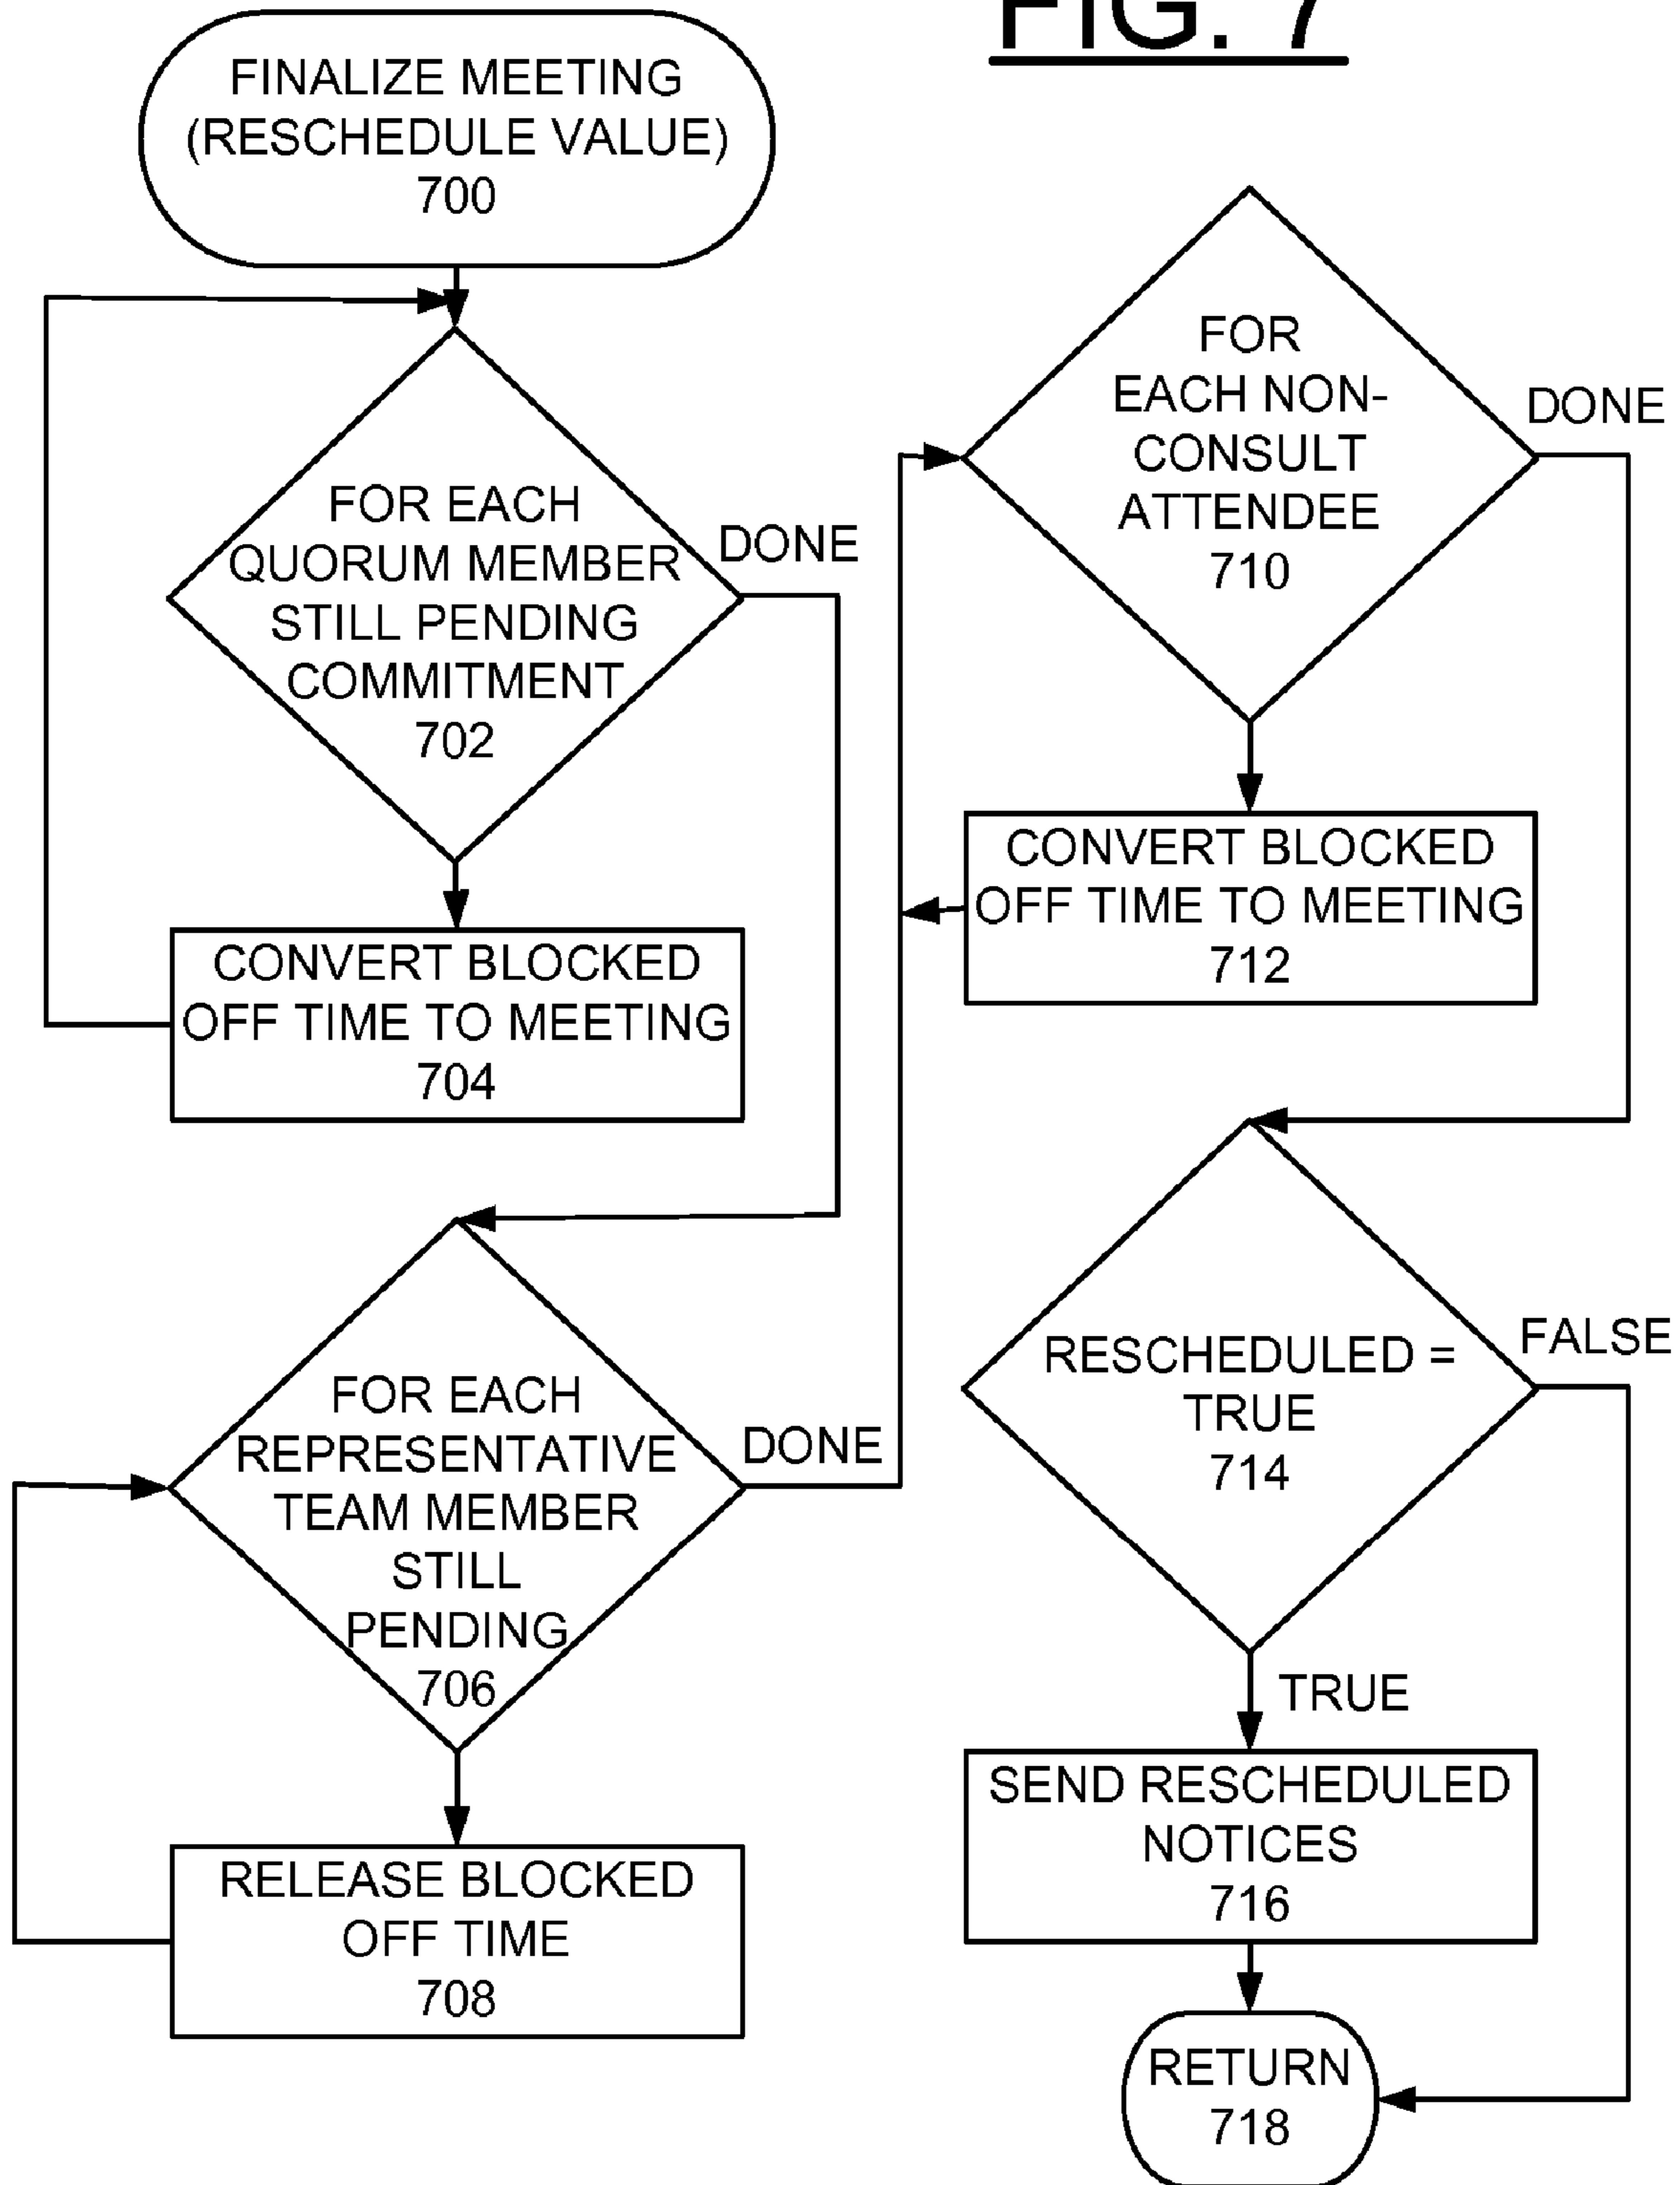 FIG. 7
FINALIZE MEETING
(RESCHEDULE VALUE)
700
FOR EACH
QUORUM MEMBER
STILL PENDING
COMMITMENT
702
DONE
CONVERT BLOCKED
OFF TIME TO MEETING
704
FOR EACH
REPRESENTATIVE
TEAM MEMBER
STILL
PENDING
706
DONE
RELEASE BLOCKED
OFF TIME
708
FOR
EACH NON-
CONSULT
ATTENDEE
710
DONE
CONVERT BLOCKED
OFF TIME TO MEETING
712
RESCHEDULED =
TRUE
714
FALSE
TRUE
SEND RESCHEDULED
NOTICES
716
RETURN
718